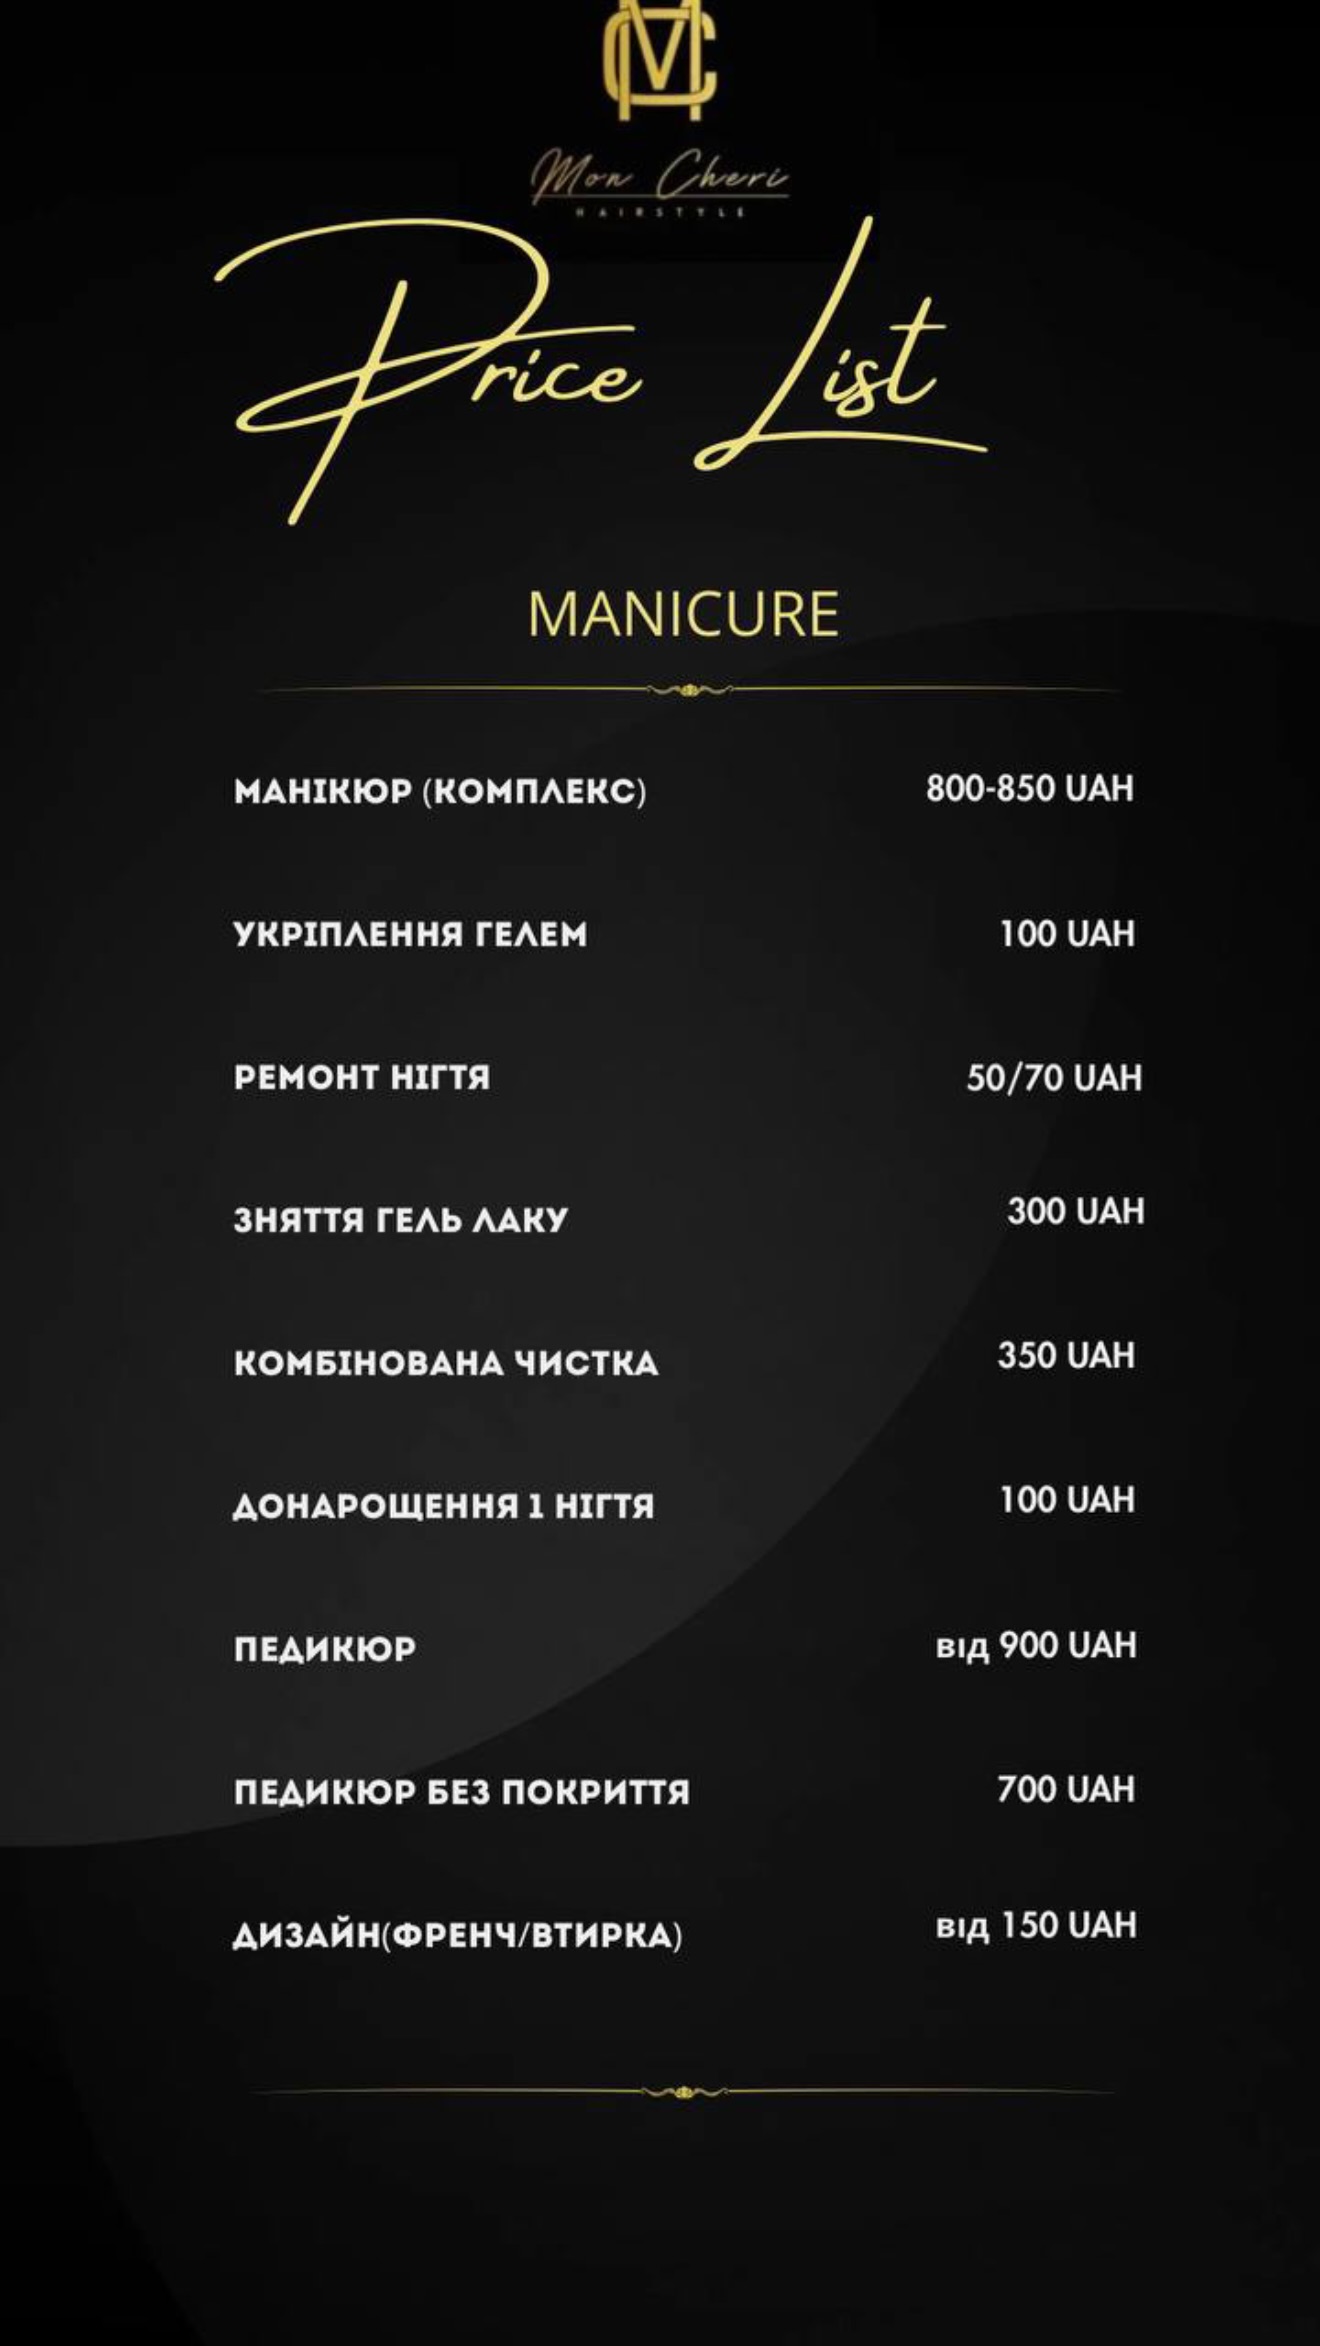 MC
Mon Cheri
HAIRSTYLE
Price List
MANICURE
МАНІКЮР (КОМПЛЕКС) 800-850 UAH
УКРІПЛЕННЯ ГЕЛЕМ 100 UAH
РЕМОНТ НІГТЯ 50/70 UAH
ЗНЯТТЯ ГЕЛЬ ЛАКУ 300 UAH
КОМБІНОВАНА ЧИСТКА 350 UAH
ДОНАРОЩЕННЯ 1 НІГТЯ 100 UAH
ПЕДИКЮР від 900 UAH
ПЕДИКЮР БЕЗ ПОКРИТТЯ 700 UAH
ДИЗАЙН(ФРЕНЧ/ВТИРКА) від 150 UAH